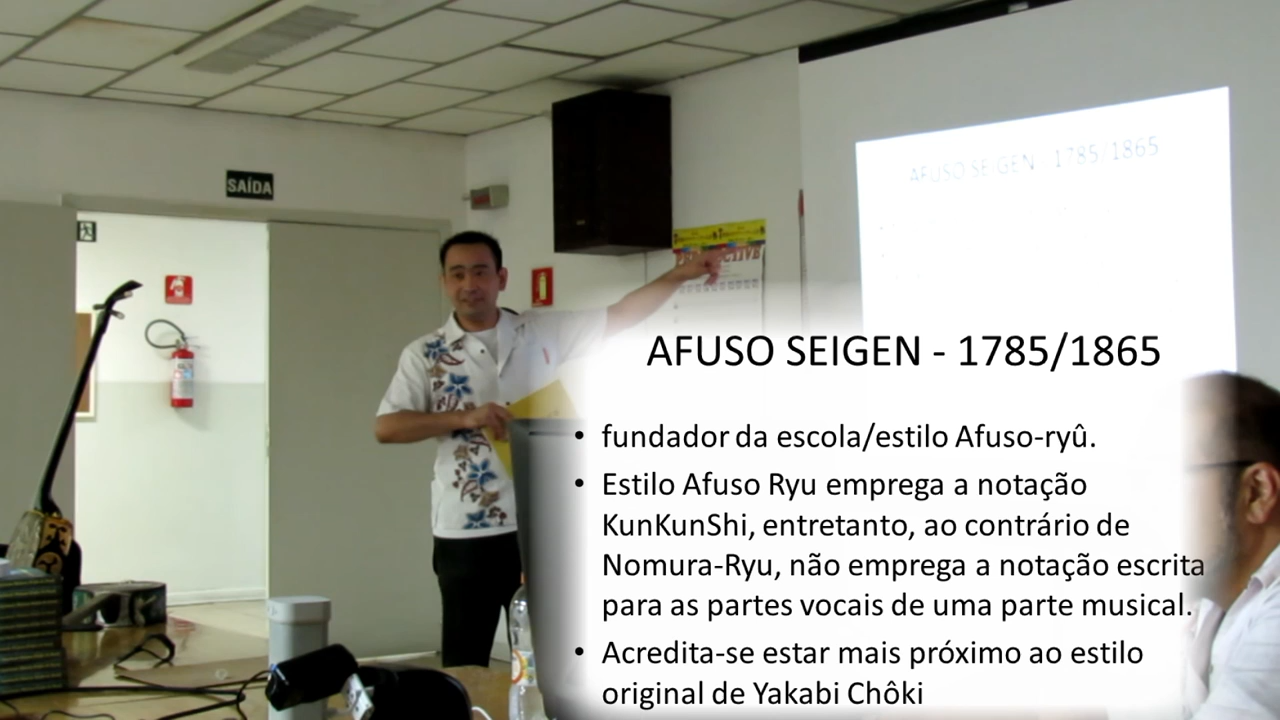 SAÍDA
AFUSO SEIGEN - 1785/1865
AFUSO SEIGEN - 1785/1865
• fundador da escola/estilo Afuso-ryû.
• Estilo Afuso Ryu emprega a notação
KunKunShi, entretanto, ao contrário de
Nomura-Ryu, não emprega a notação escrita
para as partes vocais de uma parte musical.
• Acredita-se estar mais próximo ao estilo
original de Yakabi Chôki